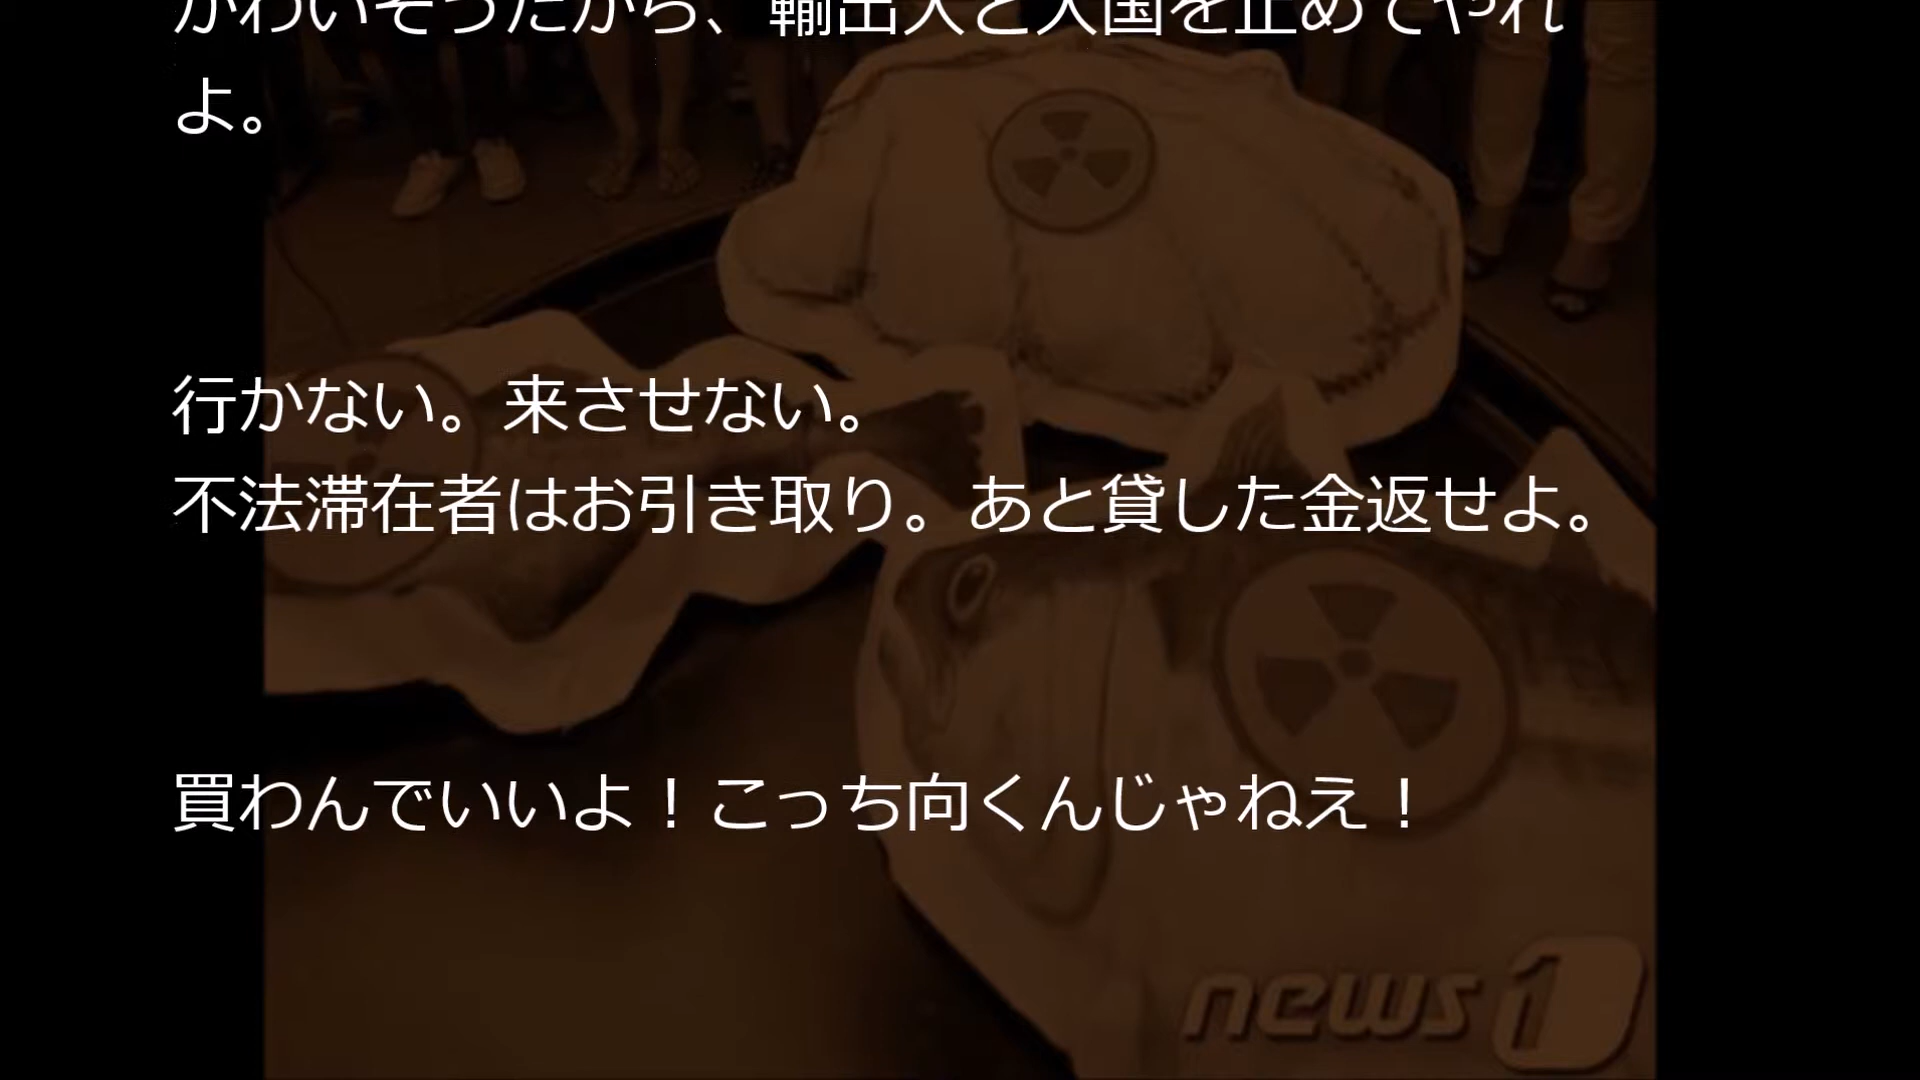 かわいそうだから、輸出入と入国を止めてやれ
よ。
行かない。来させない。
不法滞在者はお引き取り。あと貸した金返せよ。
買わんでいいよ！こっち向くんじゃねえ！
news1